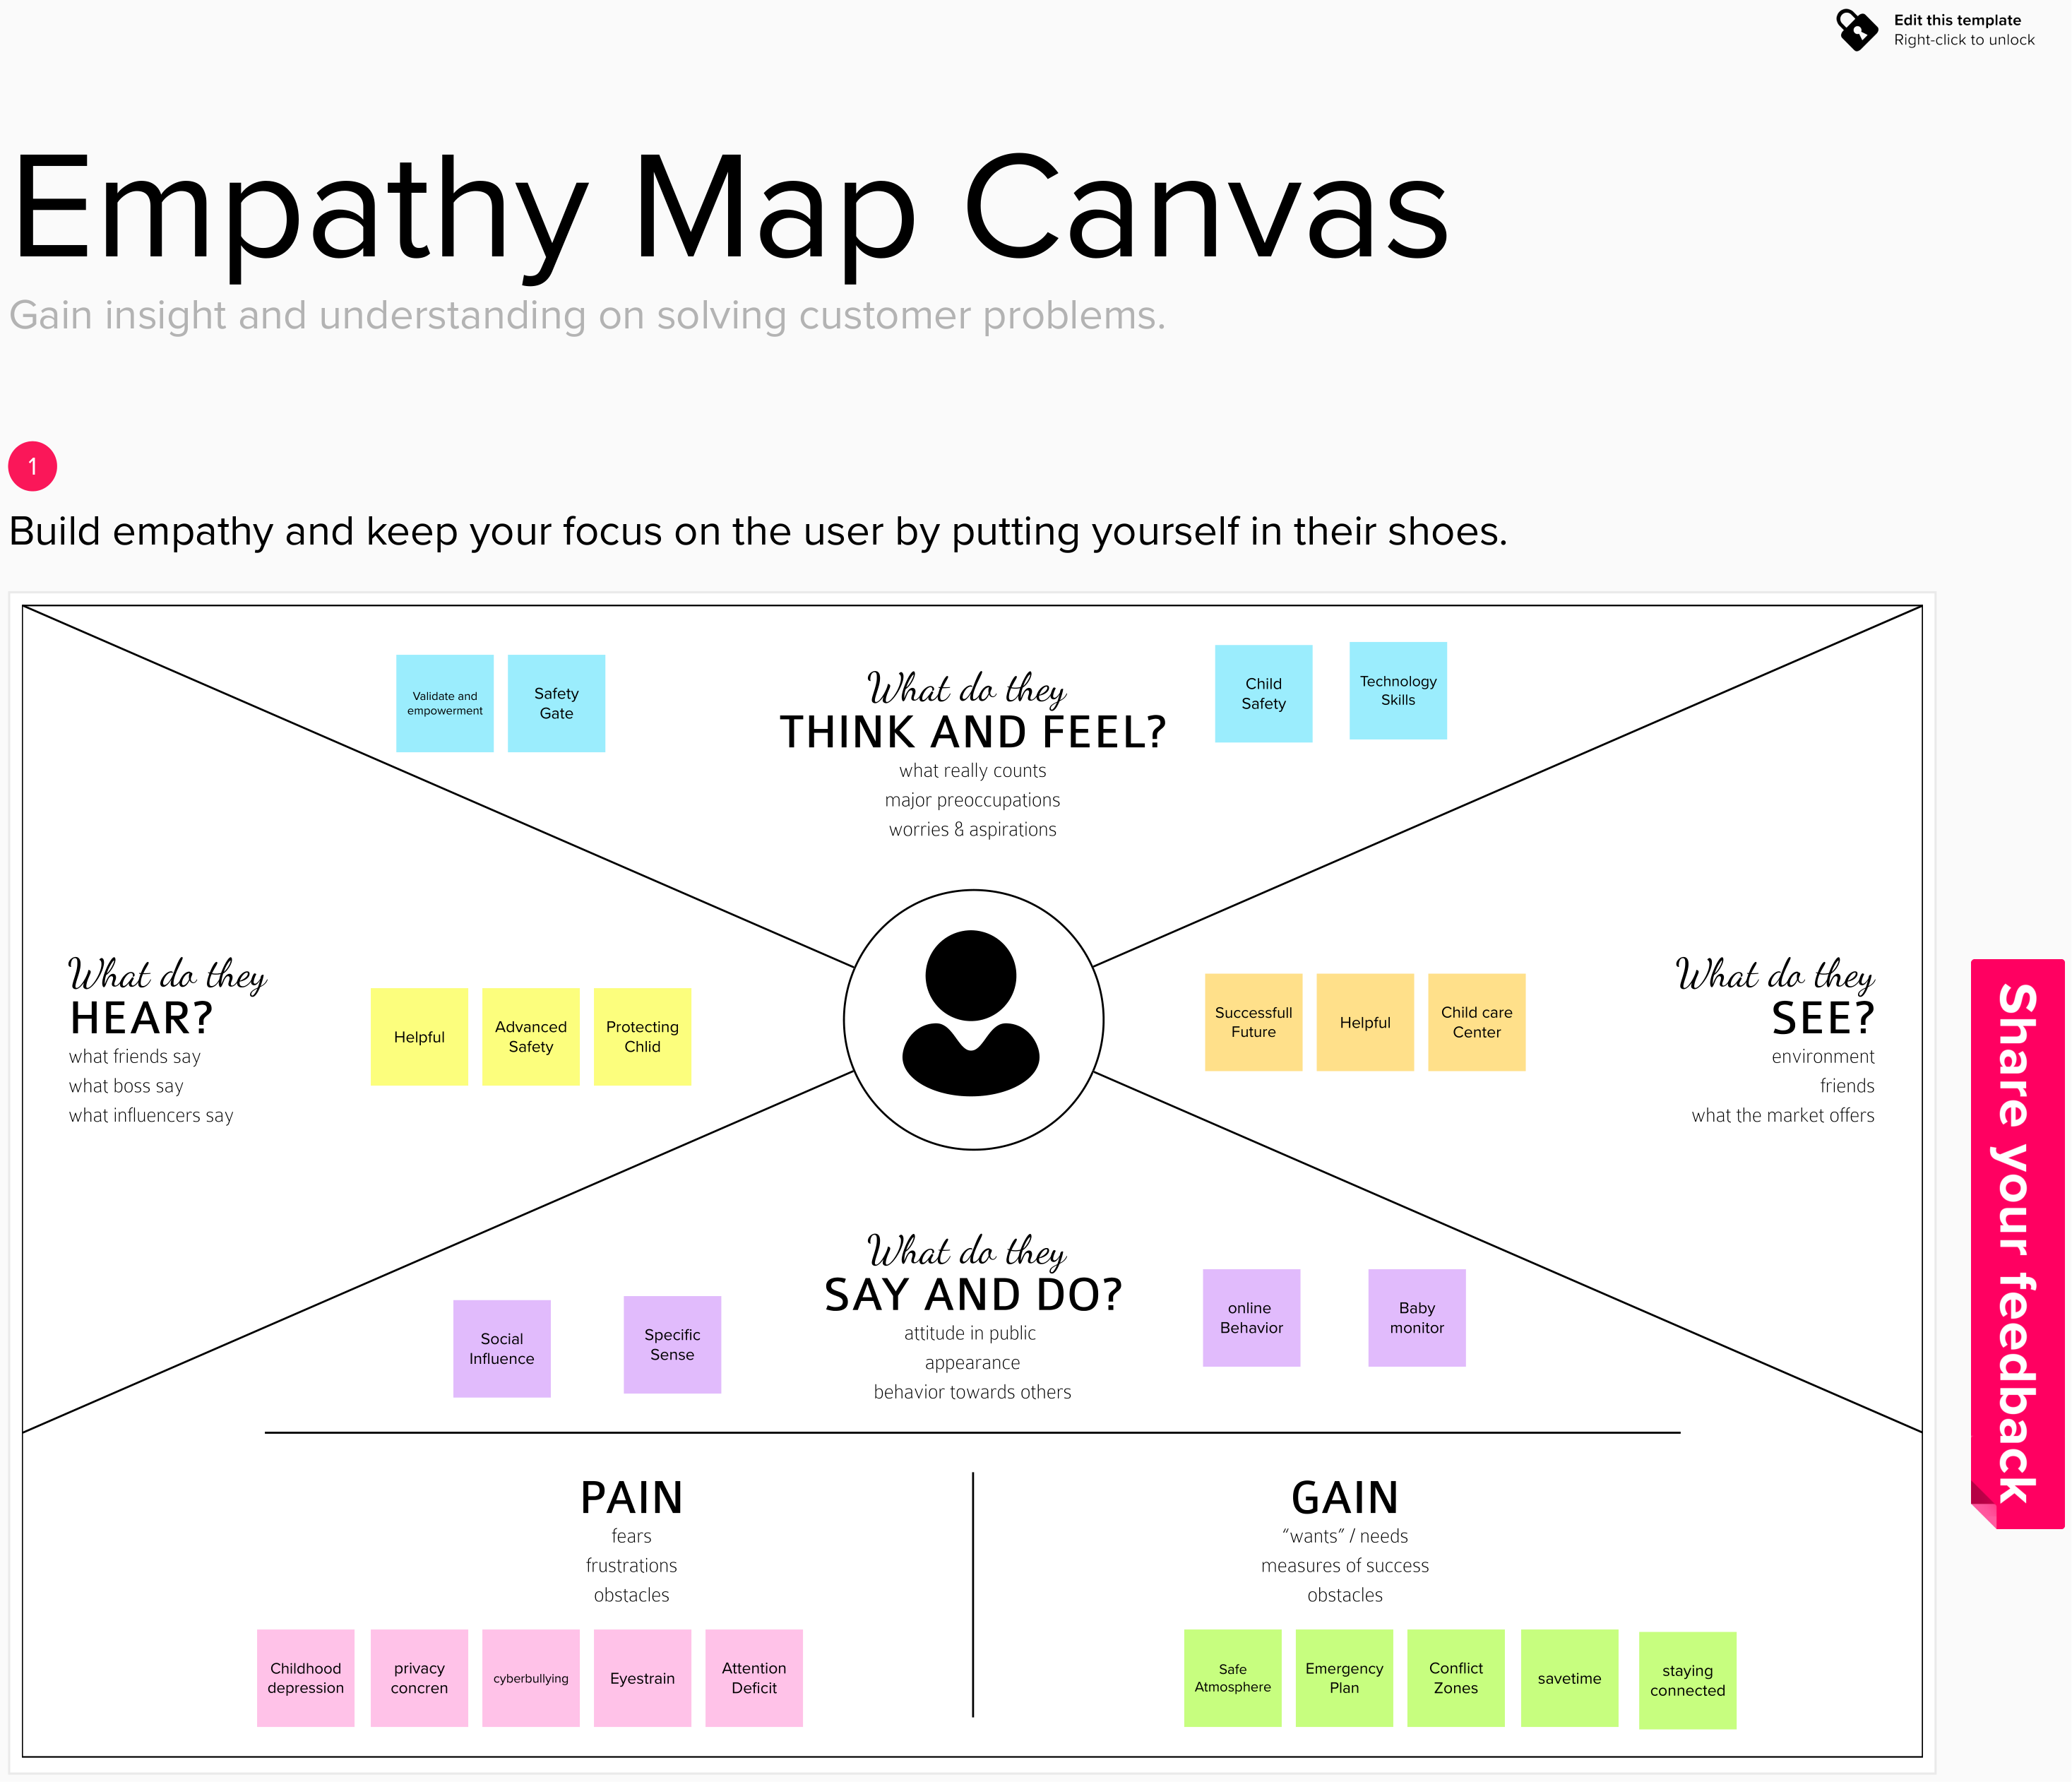 Edit this template
Right-click to unlock
Empathy Map Canvas
Gain insight and understanding on solving customer problems.
1
Build empathy and keep your focus on the user by putting yourself in their shoes.
Validate and
empowerment
Safety
Gate
What do they
THINK AND FEEL?
what really counts
major preoccupations
worries & aspirations
Child
Safety
Technology
Skills
What do they
HEAR?
what friends say
what boss say
what influencers say
Helpful
Advanced
Safety
Protecting
Chlid
Successfull
Future
Helpful
Child care
Center
What do they
SEE?
environment
friends
what the market offers
Share your feedback
What do they
SAY AND DO?
attitude in public
appearance
behavior towards others
Social
Influence
Specific
Sense
online
Behavior
Baby
monitor
PAIN
fears
frustrations
obstacles
Childhood
depression
privacy
concren
cyberbullying
Eyestrain
Attention
Deficit
GAIN
“wants” / needs
measures of success
obstacles
Safe
Atmosphere
Emergency
Plan
Conflict
Zones
savetime
staying
connected